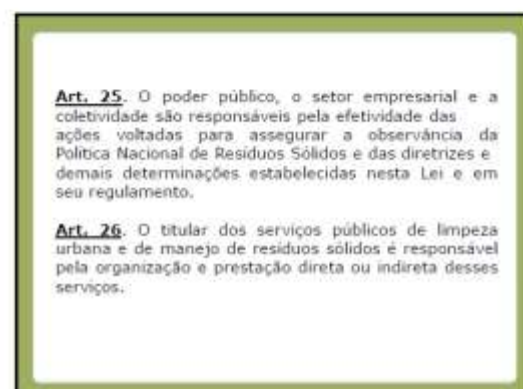 Art. 25. O poder público, o setor empresarial e a
coletividade são responsáveis pela efetividade das
ações voltadas para assegurar a observância da
Política Nacional de Resíduos Sólidos e das diretrizes e
demais determinações estabelecidas nesta Lei e em
seu regulamento.
Art. 26. O titular dos serviços públicos de limpeza
urbana e de manejo de resíduos sólidos é responsável
pela organização e prestação direta ou indireta desses
serviços.